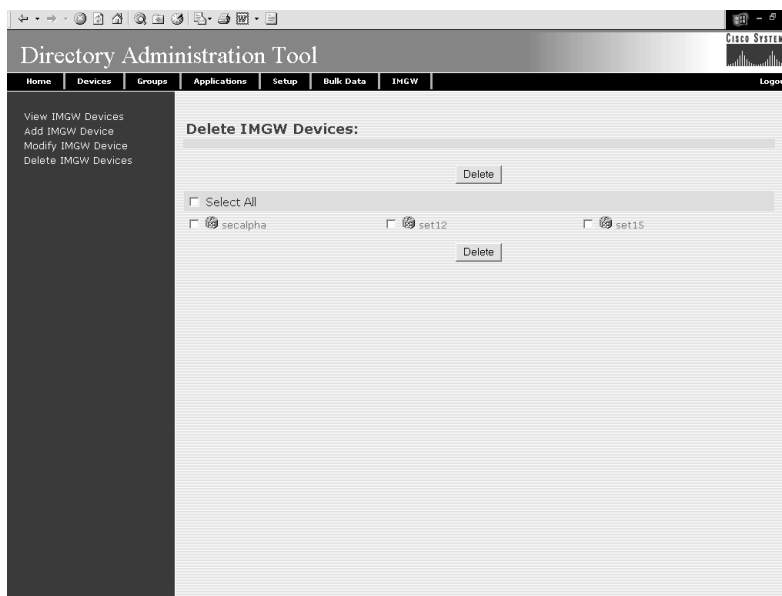 Cisco System
Directory Administration Tool
Home Devices Groups Applications Setup Bulk Data IMGW
View IMGW Devices
Add IMGW Device
Modify IMGW Device
Delete IMGW Devices
Delete IMGW Devices:
Delete
Select All
secalpha set12 set15
Delete